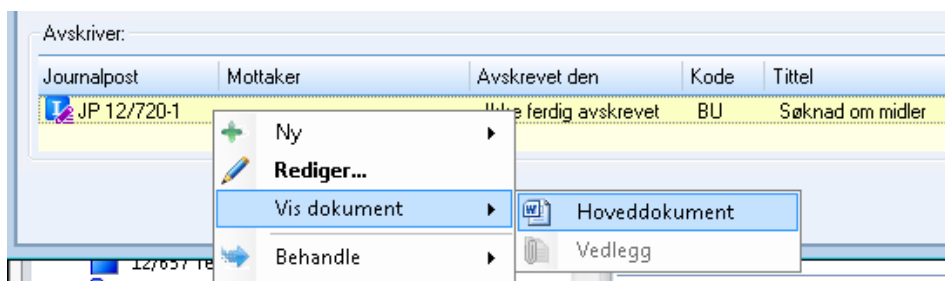 Avskriver:
Journalpost Mottaker Avskrevet den Kode Tittel
JP 12/720-1 Ikke ferdig avskrevet BU Søknad om midler
Ny
Rediger...
Vis dokument
Hoveddokument
Vedlegg
Behandle
12/657